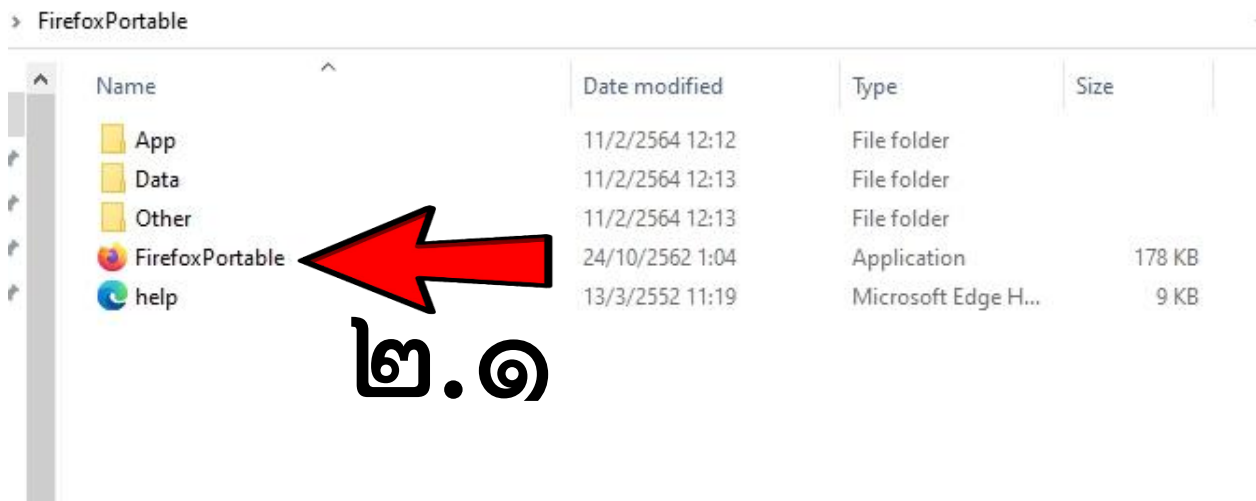 FirefoxPortable
Name Date modified Type Size
App 11/2/2564 12:12 File folder
Data 11/2/2564 12:13 File folder
Other 11/2/2564 12:13 File folder
FirefoxPortable 24/10/2562 1:04 Application 178 KB
help 13/3/2552 11:19 Microsoft Edge H... 9 KB
๒.๑